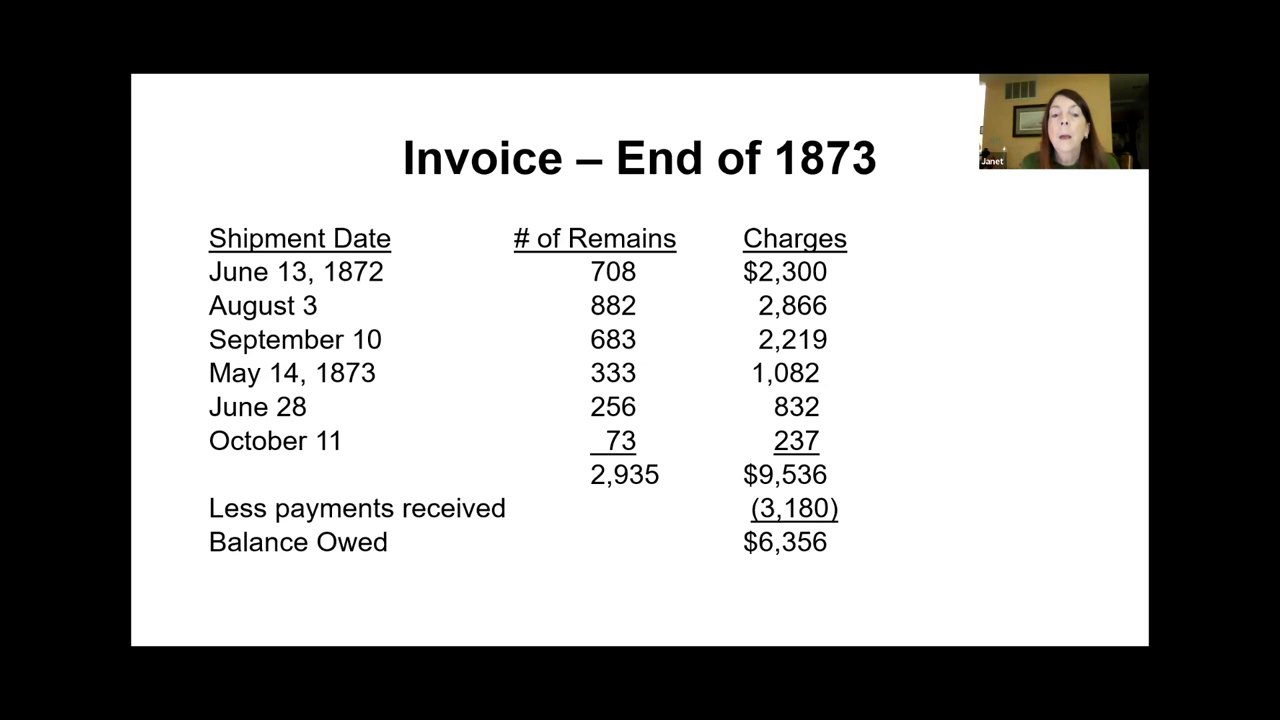 Invoice – End of 1873
Janet
Shipment Date # of Remains Charges
June 13, 1872 708 $2,300
August 3 882 2,866
September 10 683 2,219
May 14, 1873 333 1,082
June 28 256 832
October 11 73 237
2,935 $9,536
Less payments received (3,180)
Balance Owed $6,356